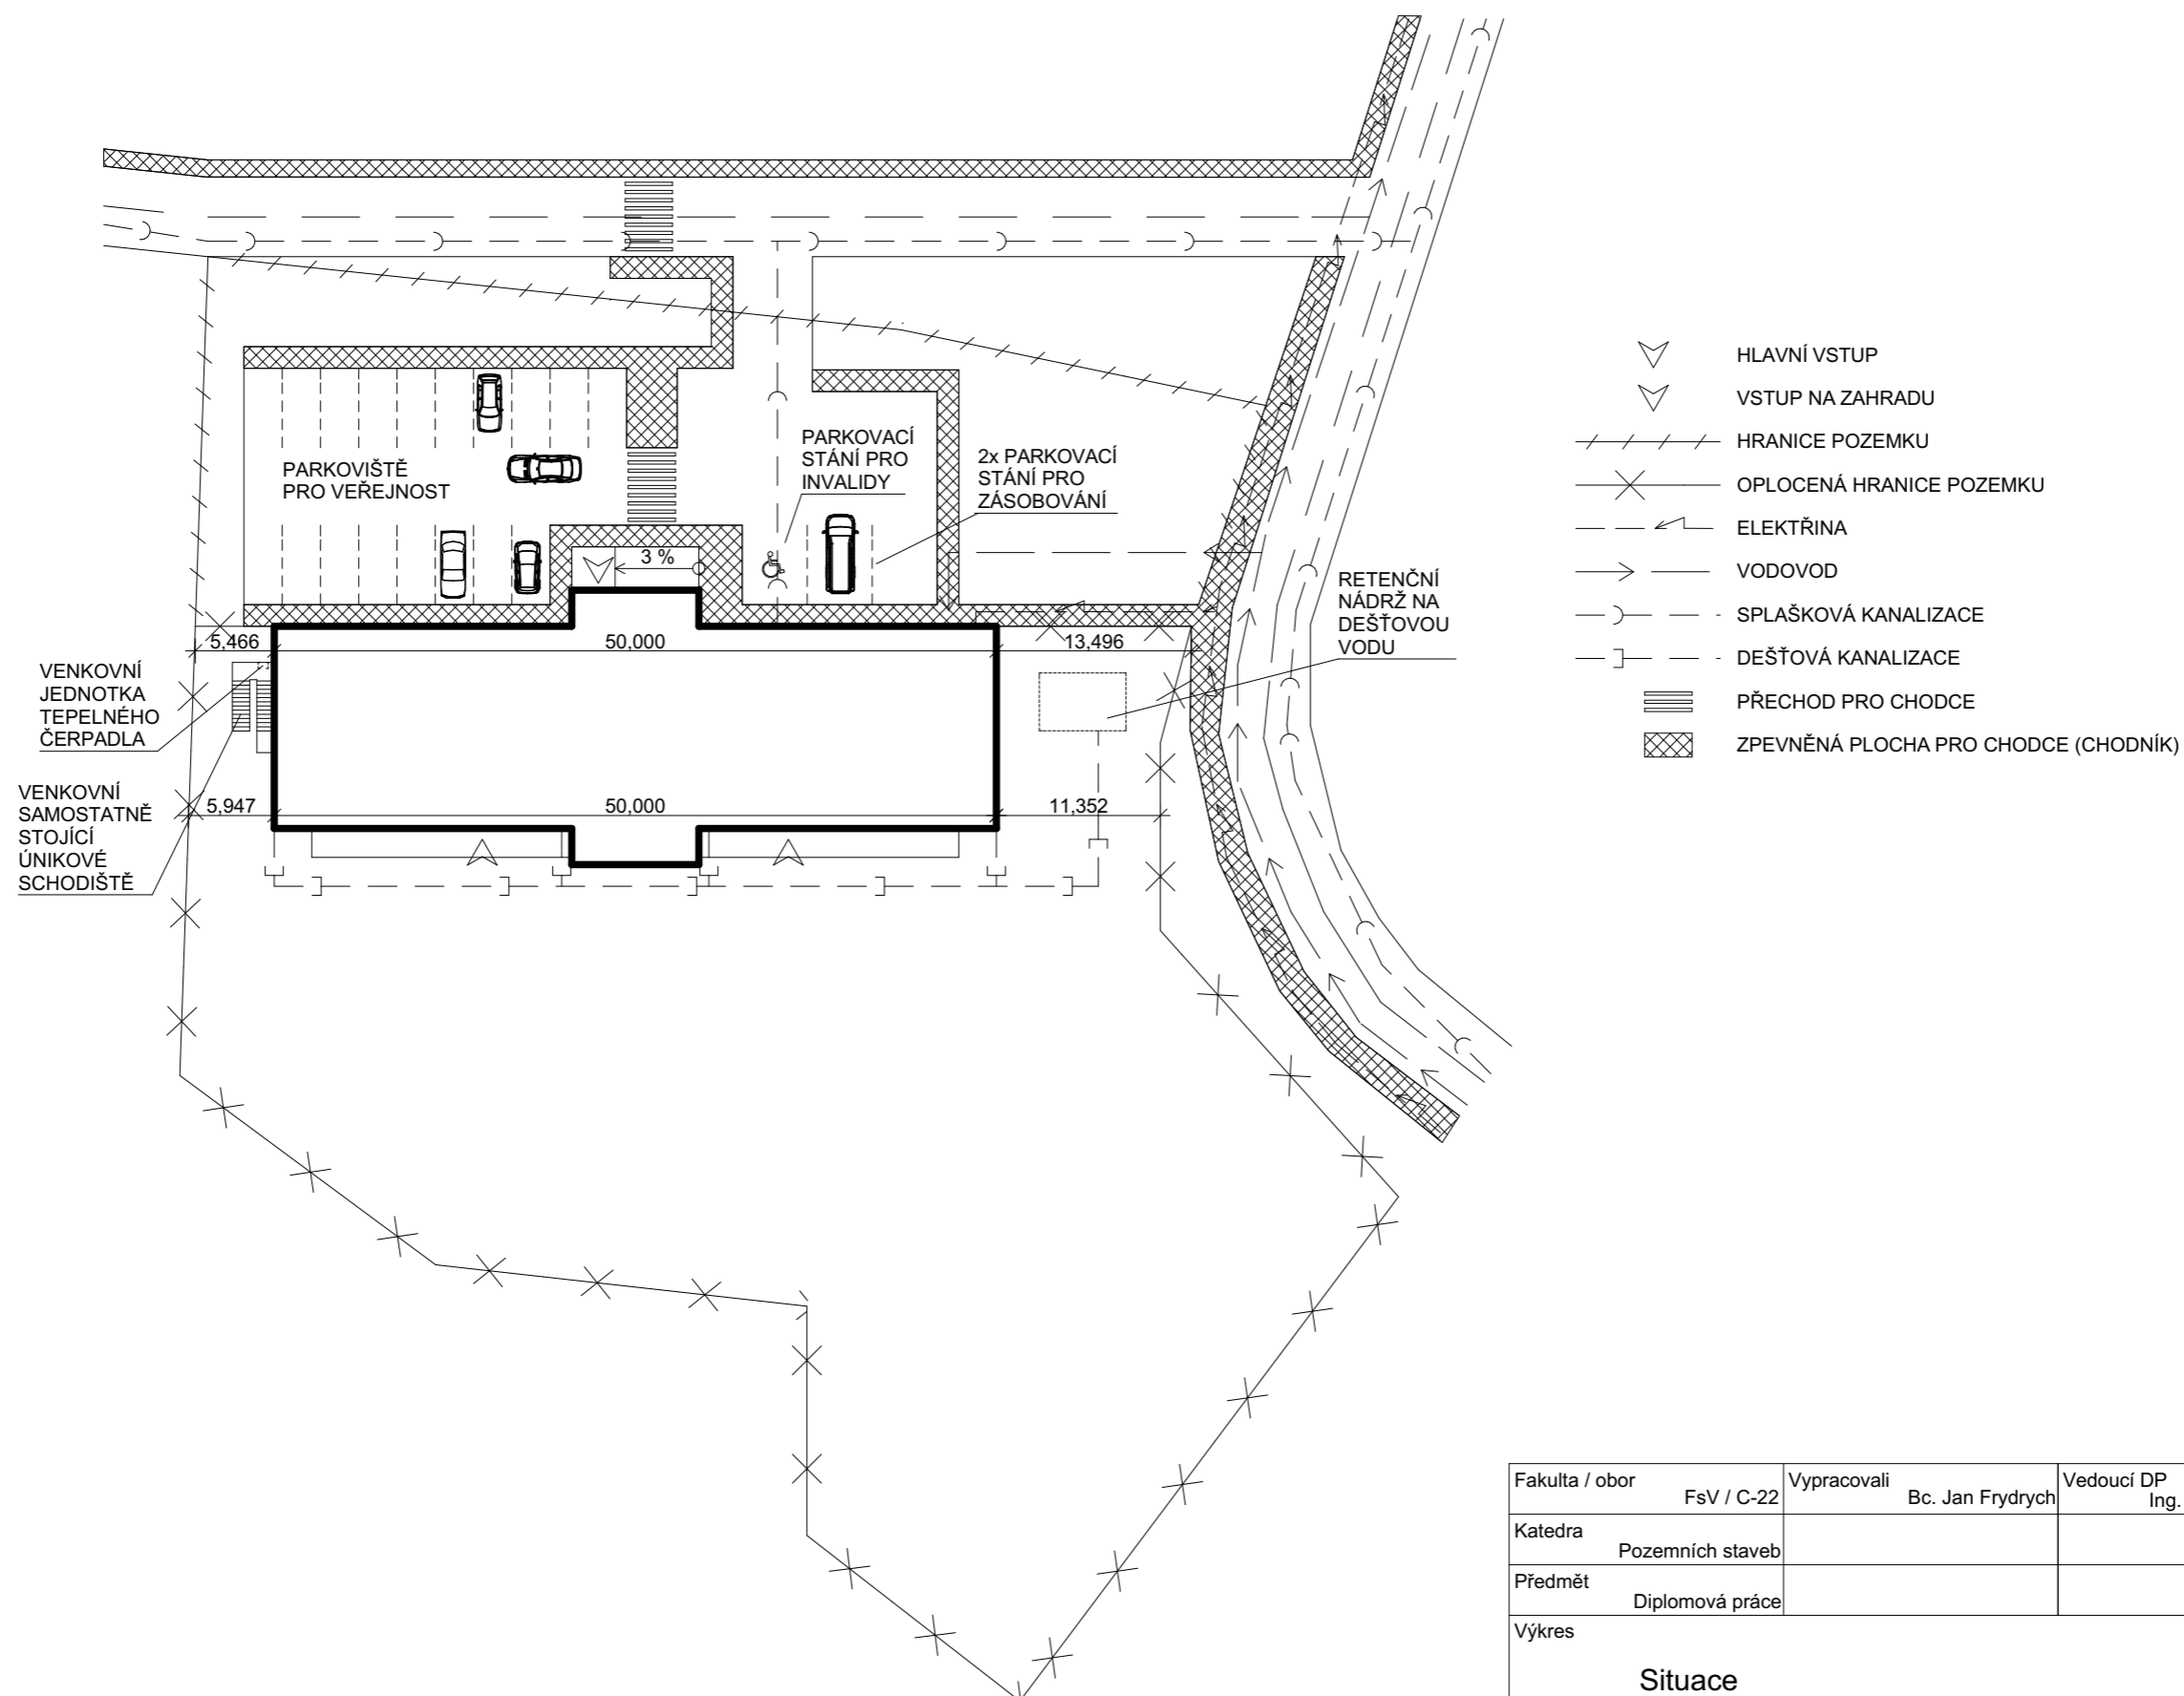 HLAVNÍ VSTUP
VSTUP NA ZAHRADU
HRANICE POZEMKU
OPLOCENÁ HRANICE POZEMKU
ELEKTŘINA
VODOVOD
SPLAŠKOVÁ KANALIZACE
DEŠŤOVÁ KANALIZACE
PŘECHOD PRO CHODCE
ZPEVNĚNÁ PLOCHA PRO CHODCE (CHODNÍK)
PARKOVIŠTĚ
PRO VEŘEJNOST
PARKOVACÍ
STÁNÍ PRO
INVALIDY
2x PARKOVACÍ
STÁNÍ PRO
ZÁSOBOVÁNÍ
3 %
RETENČNÍ
NÁDRŽ NA
DEŠŤOVOU
VODU
5,466
50,000
13,496
VENKOVNÍ
JEDNOTKA
TEPELNÉHO
ČERPADLA
VENKOVNÍ
SAMOSTATNĚ
STOJÍCÍ
ÚNIKOVÉ
SCHODIŠTĚ
5,947
50,000
11,352
Fakulta / obor
FsV / C-22
Vypracovali
Bc. Jan Frydrych
Vedoucí DP
Ing.
Katedra
Pozemních staveb
Předmět
Diplomová práce
Výkres
Situace